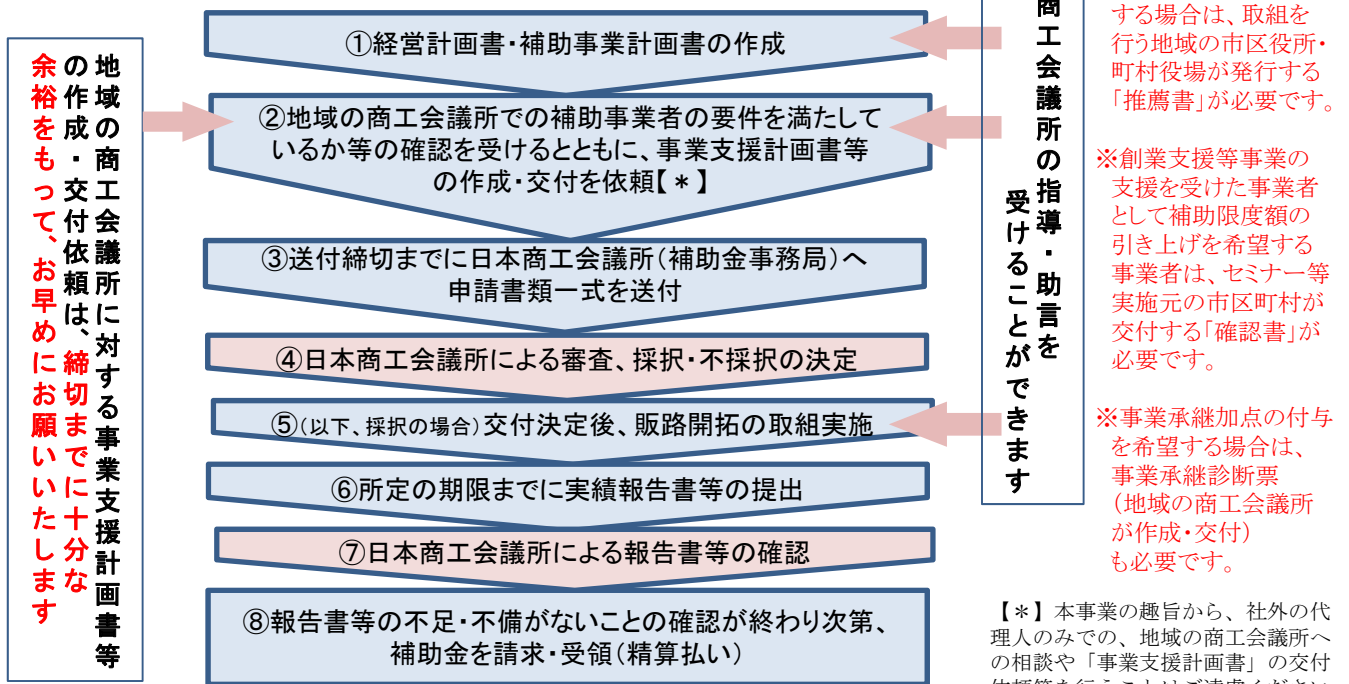 地域の商工会議所に対する事業支援計画書等
の作成・交付依頼は、締切までに十分な
余裕をもって、お早めにお願いいたします
①経営計画書・補助事業計画書の作成
②地域の商工会議所での補助事業者の要件を満たして
いるか等の確認を受けるとともに、事業支援計画書等
の作成・交付を依頼【＊】
③送付締切までに日本商工会議所（補助金事務局）へ
申請書類一式を送付
④日本商工会議所による審査、採択・不採択の決定
⑤（以下、採択の場合）交付決定後、販路開拓の取組実施
⑥所定の期限までに実績報告書等の提出
⑦日本商工会議所による報告書等の確認
⑧報告書等の不足・不備がないことの確認が終わり次第、
補助金を請求・受領（精算払い）
商工会議所の指導・助言を
受けることができます
する場合は、取組を
行う地域の市区役所・
町村役場が発行する
「推薦書」が必要です。
※創業支援等事業の
支援を受けた事業者
として補助限度額の
引き上げを希望する
事業者は、セミナー等
実施元の市区町村が
交付する「確認書」が
必要です。
※事業承継加点の付与
を希望する場合は、
事業承継診断票
（地域の商工会議所
が作成・交付）
も必要です。
【＊】本事業の趣旨から、社外の代
理人のみでの、地域の商工会議所へ
の相談や「事業支援計画書」の交付
依頼等を行うことはご遠慮ください